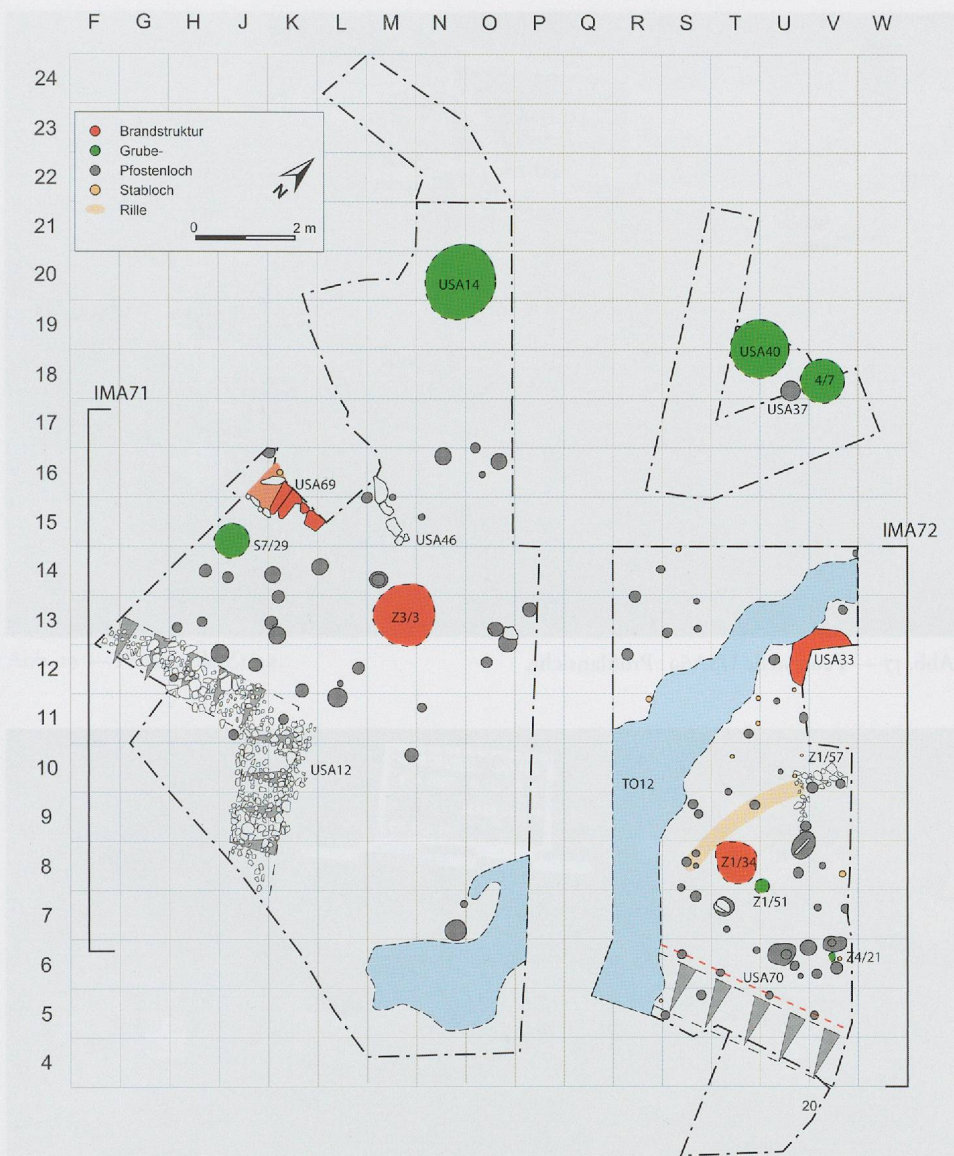 F G H I J K L M N O P Q R S T U V W
24
23
22
21
20
19
18
17
16
15
14
13
12
11
10
9
8
7
6
5
4
Brandstruktur
Grube-
Pfostenloch
Stabloch
Rille
N
0 2 m
USA14
USA40
4/7
USA37
IMA71
USA69
USA46
S7/29
IMA72
Z3/3
USA33
USA12
Z1/57
TO12
Z1/34
Z1/51
Z4/21
USA70
20